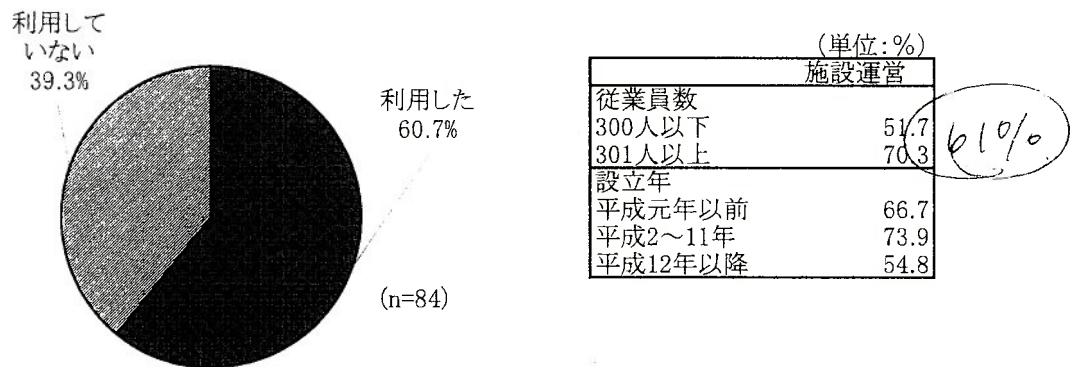 利用して
いない
39.3%
利用した
60.7%
(n=84)
(単位:%)
施設運営
従業員数
300人以下 51.7
301人以上 70.3
61%
設立年
平成元年以前 66.7
平成2～11年 73.9
平成12年以降 54.8